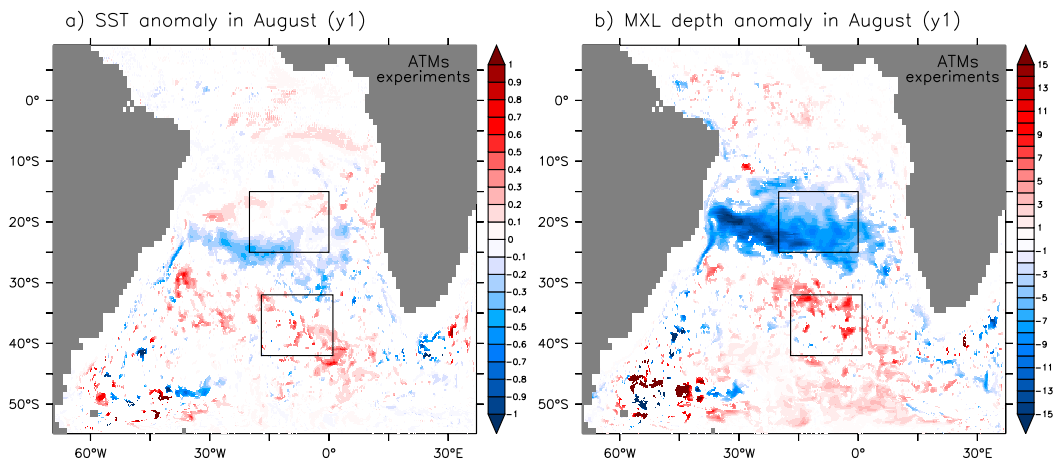 a) SST anomaly in August (y1)
ATMs
experiments
0°
10°S
20°S
30°S
40°S
50°S
60°W
30°W
0°
30°E
1
0.9
0.8
0.7
0.6
0.5
0.4
0.3
0.2
0.1
0
-0.1
-0.2
-0.3
-0.4
-0.5
-0.6
-0.7
-0.8
-0.9
-1
b) MXL depth anomaly in August (y1)
ATMs
experiments
0°
10°S
20°S
30°S
40°S
50°S
60°W
30°W
0°
30°E
15
13
11
9
7
5
3
1
-1
-3
-5
-7
-9
-11
-13
-15